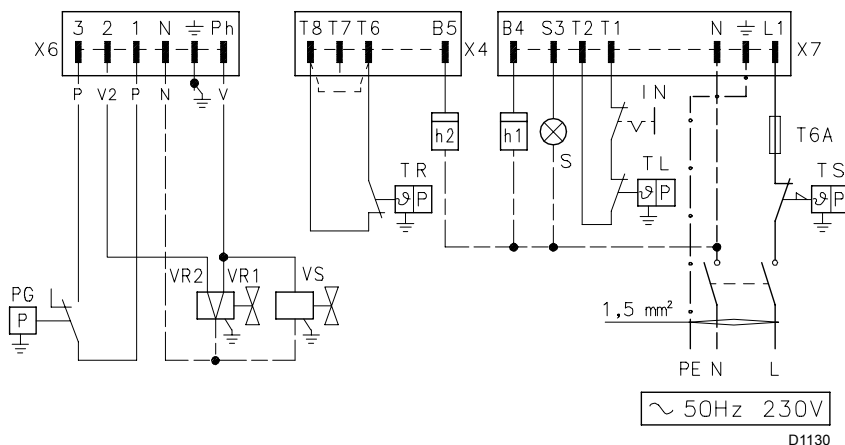 3 2 1 N Ph
X6
P V2 P N V
T8 T7 T6 B5
X4
B4 S3 T2 T1 N L1
X7
h2
h1
S
IN
T6A
TR
ϑ P
TL
ϑ P
TS
ϑ P
VR2 VR1 VS
PG
P
1,5 mm²
PE N L
~ 50Hz 230V
D1130